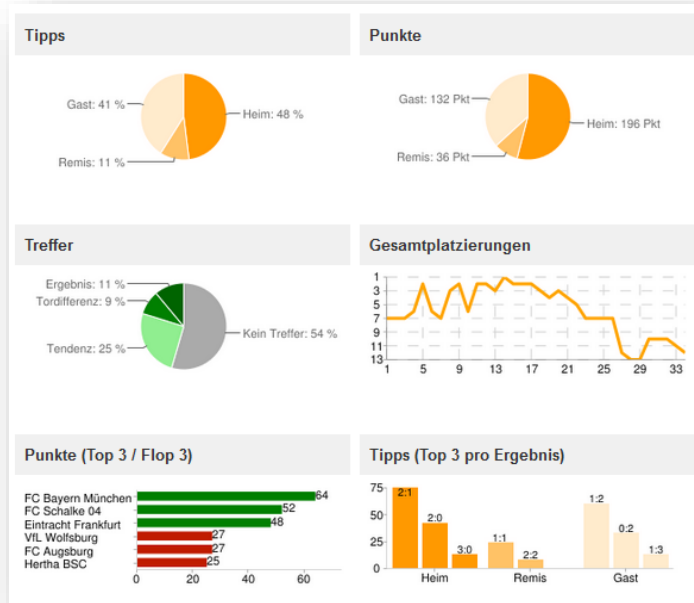 Tipps
Gast: 41 %
Heim: 48 %
Remis: 11 %
Punkte
Gast: 132 Pkt
Heim: 196 Pkt
Remis: 36 Pkt
Treffer
Ergebnis: 11 %
Tordifferenz: 9 %
Kein Treffer: 54 %
Tendenz: 25 %
Gesamtplatzierungen
1
3
5
7
9
11
13
1 5 9 13 17 21 25 29 33
Punkte (Top 3 / Flop 3)
FC Bayern München 64
FC Schalke 04 52
Eintracht Frankfurt 48
VfL Wolfsburg 27
FC Augsburg 27
Hertha BSC 25
0 20 40 60
Tipps (Top 3 pro Ergebnis)
75
50
25
0
2:1 2:0 3:0 1:1 2:2 1:2 0:2 1:3
Heim Remis Gast